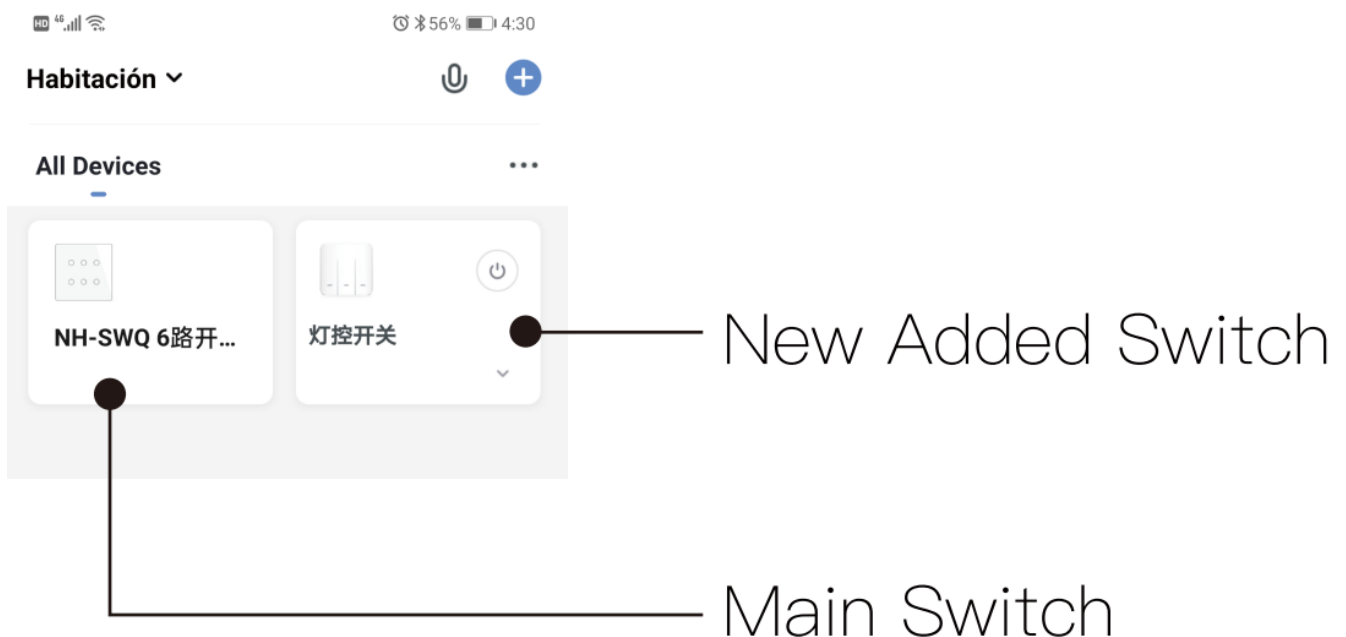 HD 4G 56% 4:30
Habitación
All Devices
NH-SWQ 6路开...
灯控开关
New Added Switch
Main Switch